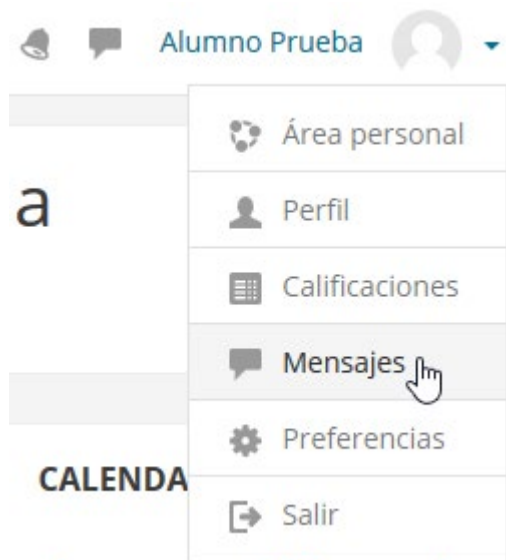 Alumno Prueba
Área personal
a
Perfil
Calificaciones
Mensajes
Preferencias
CALENDA
Salir